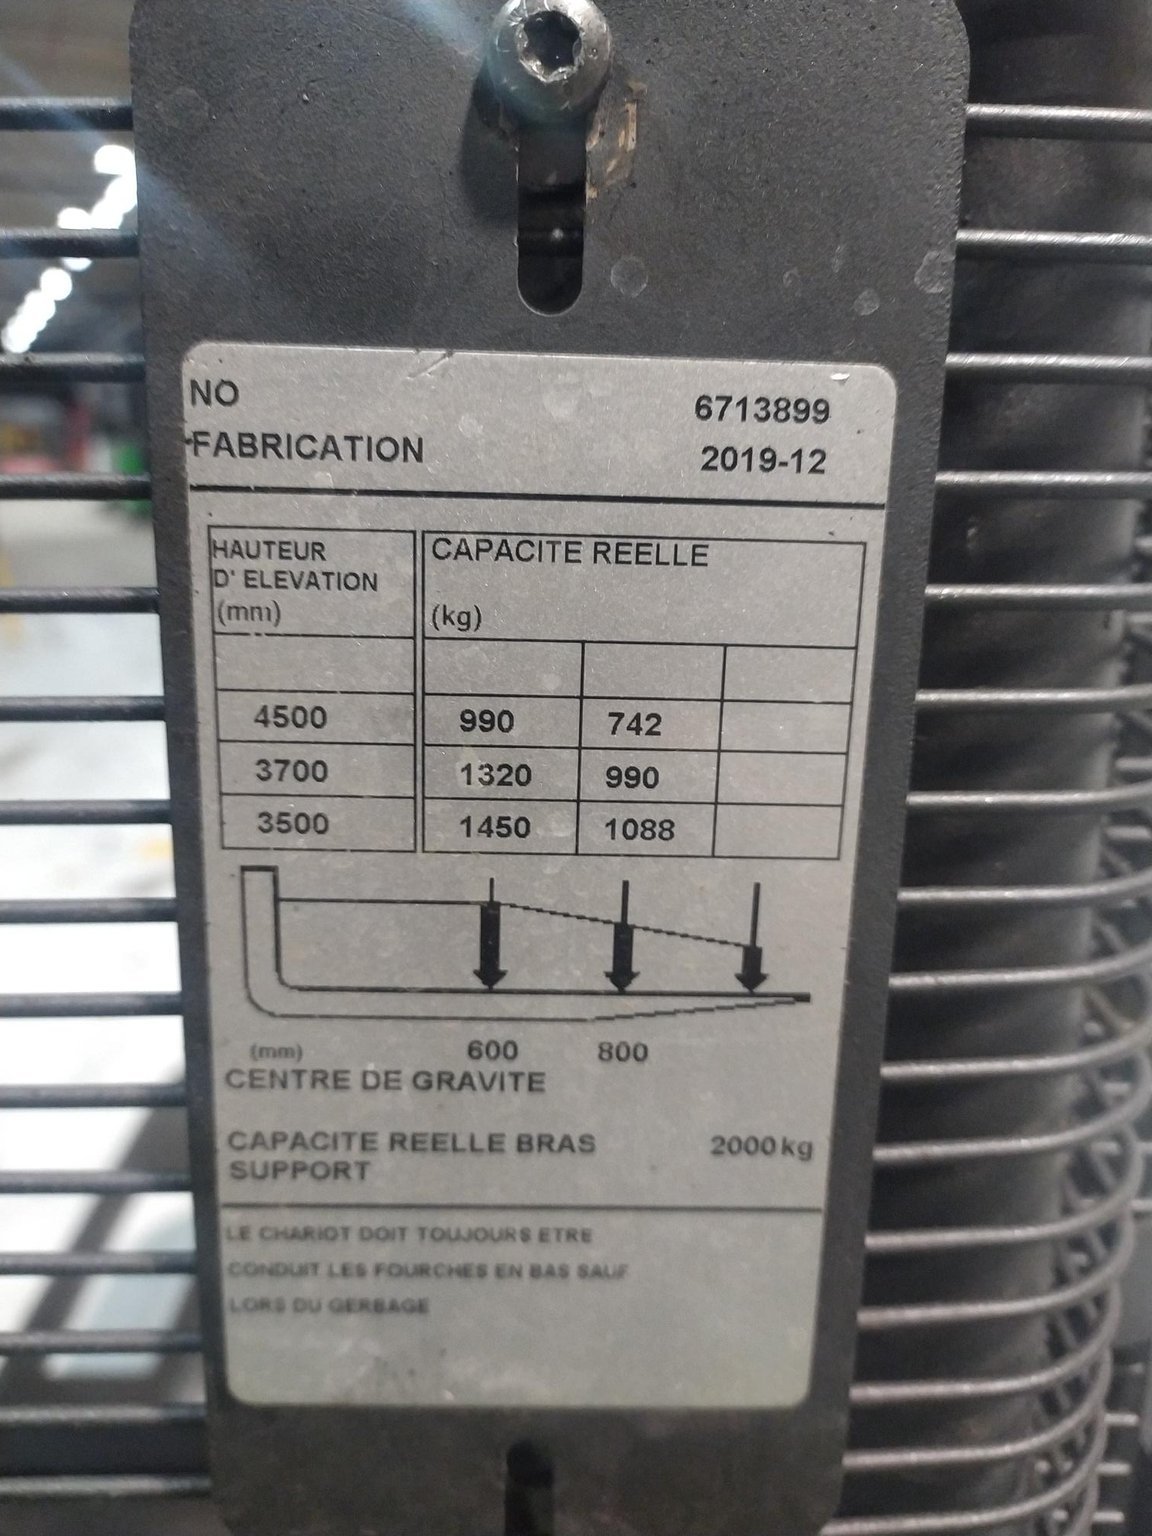 NO 6713899
FABRICATION 2019-12
HAUTEUR D' ELEVATION (mm) CAPACITE REELLE (kg)
4500 990 742
3700 1320 990
3500 1450 1088
(mm) 600 800
CENTRE DE GRAVITE
CAPACITE REELLE BRAS 2000kg
SUPPORT
LE CHARIOT DOIT TOUJOURS ETRE
CONDUIT LES FOURCHES EN BAS SAUF
LORS DU GERBAGE